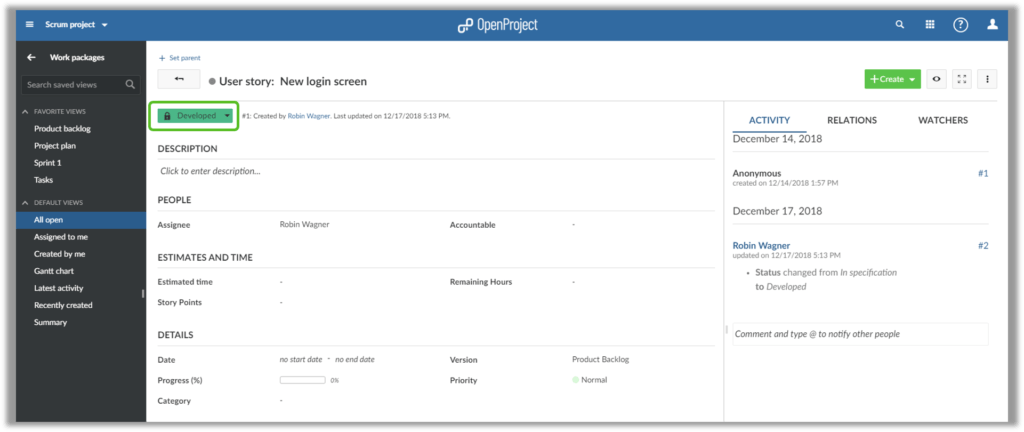 Scrum project
OpenProject
?
Work packages
Search saved views
FAVORITE VIEWS
Product backlog
Project plan
Sprint 1
Tasks
DEFAULT VIEWS
All open
Assigned to me
Created by me
Gantt chart
Latest activity
Recently created
Summary
+ Set parent
User story: New login screen
+Create
Developed
#1: Created by Robin Wagner. Last updated on 12/17/2018 5:13 PM.
DESCRIPTION
Click to enter description...
PEOPLE
Assignee Robin Wagner Accountable -
ESTIMATES AND TIME
Estimated time - Remaining Hours -
Story Points -
DETAILS
Date no start date - no end date Version Product Backlog
Progress (%) 0% Priority Normal
Category -
ACTIVITY RELATIONS WATCHERS
December 14, 2018
Anonymous #1
created on 12/14/2018 1:57 PM
December 17, 2018
Robin Wagner #2
updated on 12/17/2018 5:13 PM
• Status changed from In specification
to Developed
Comment and type @ to notify other people